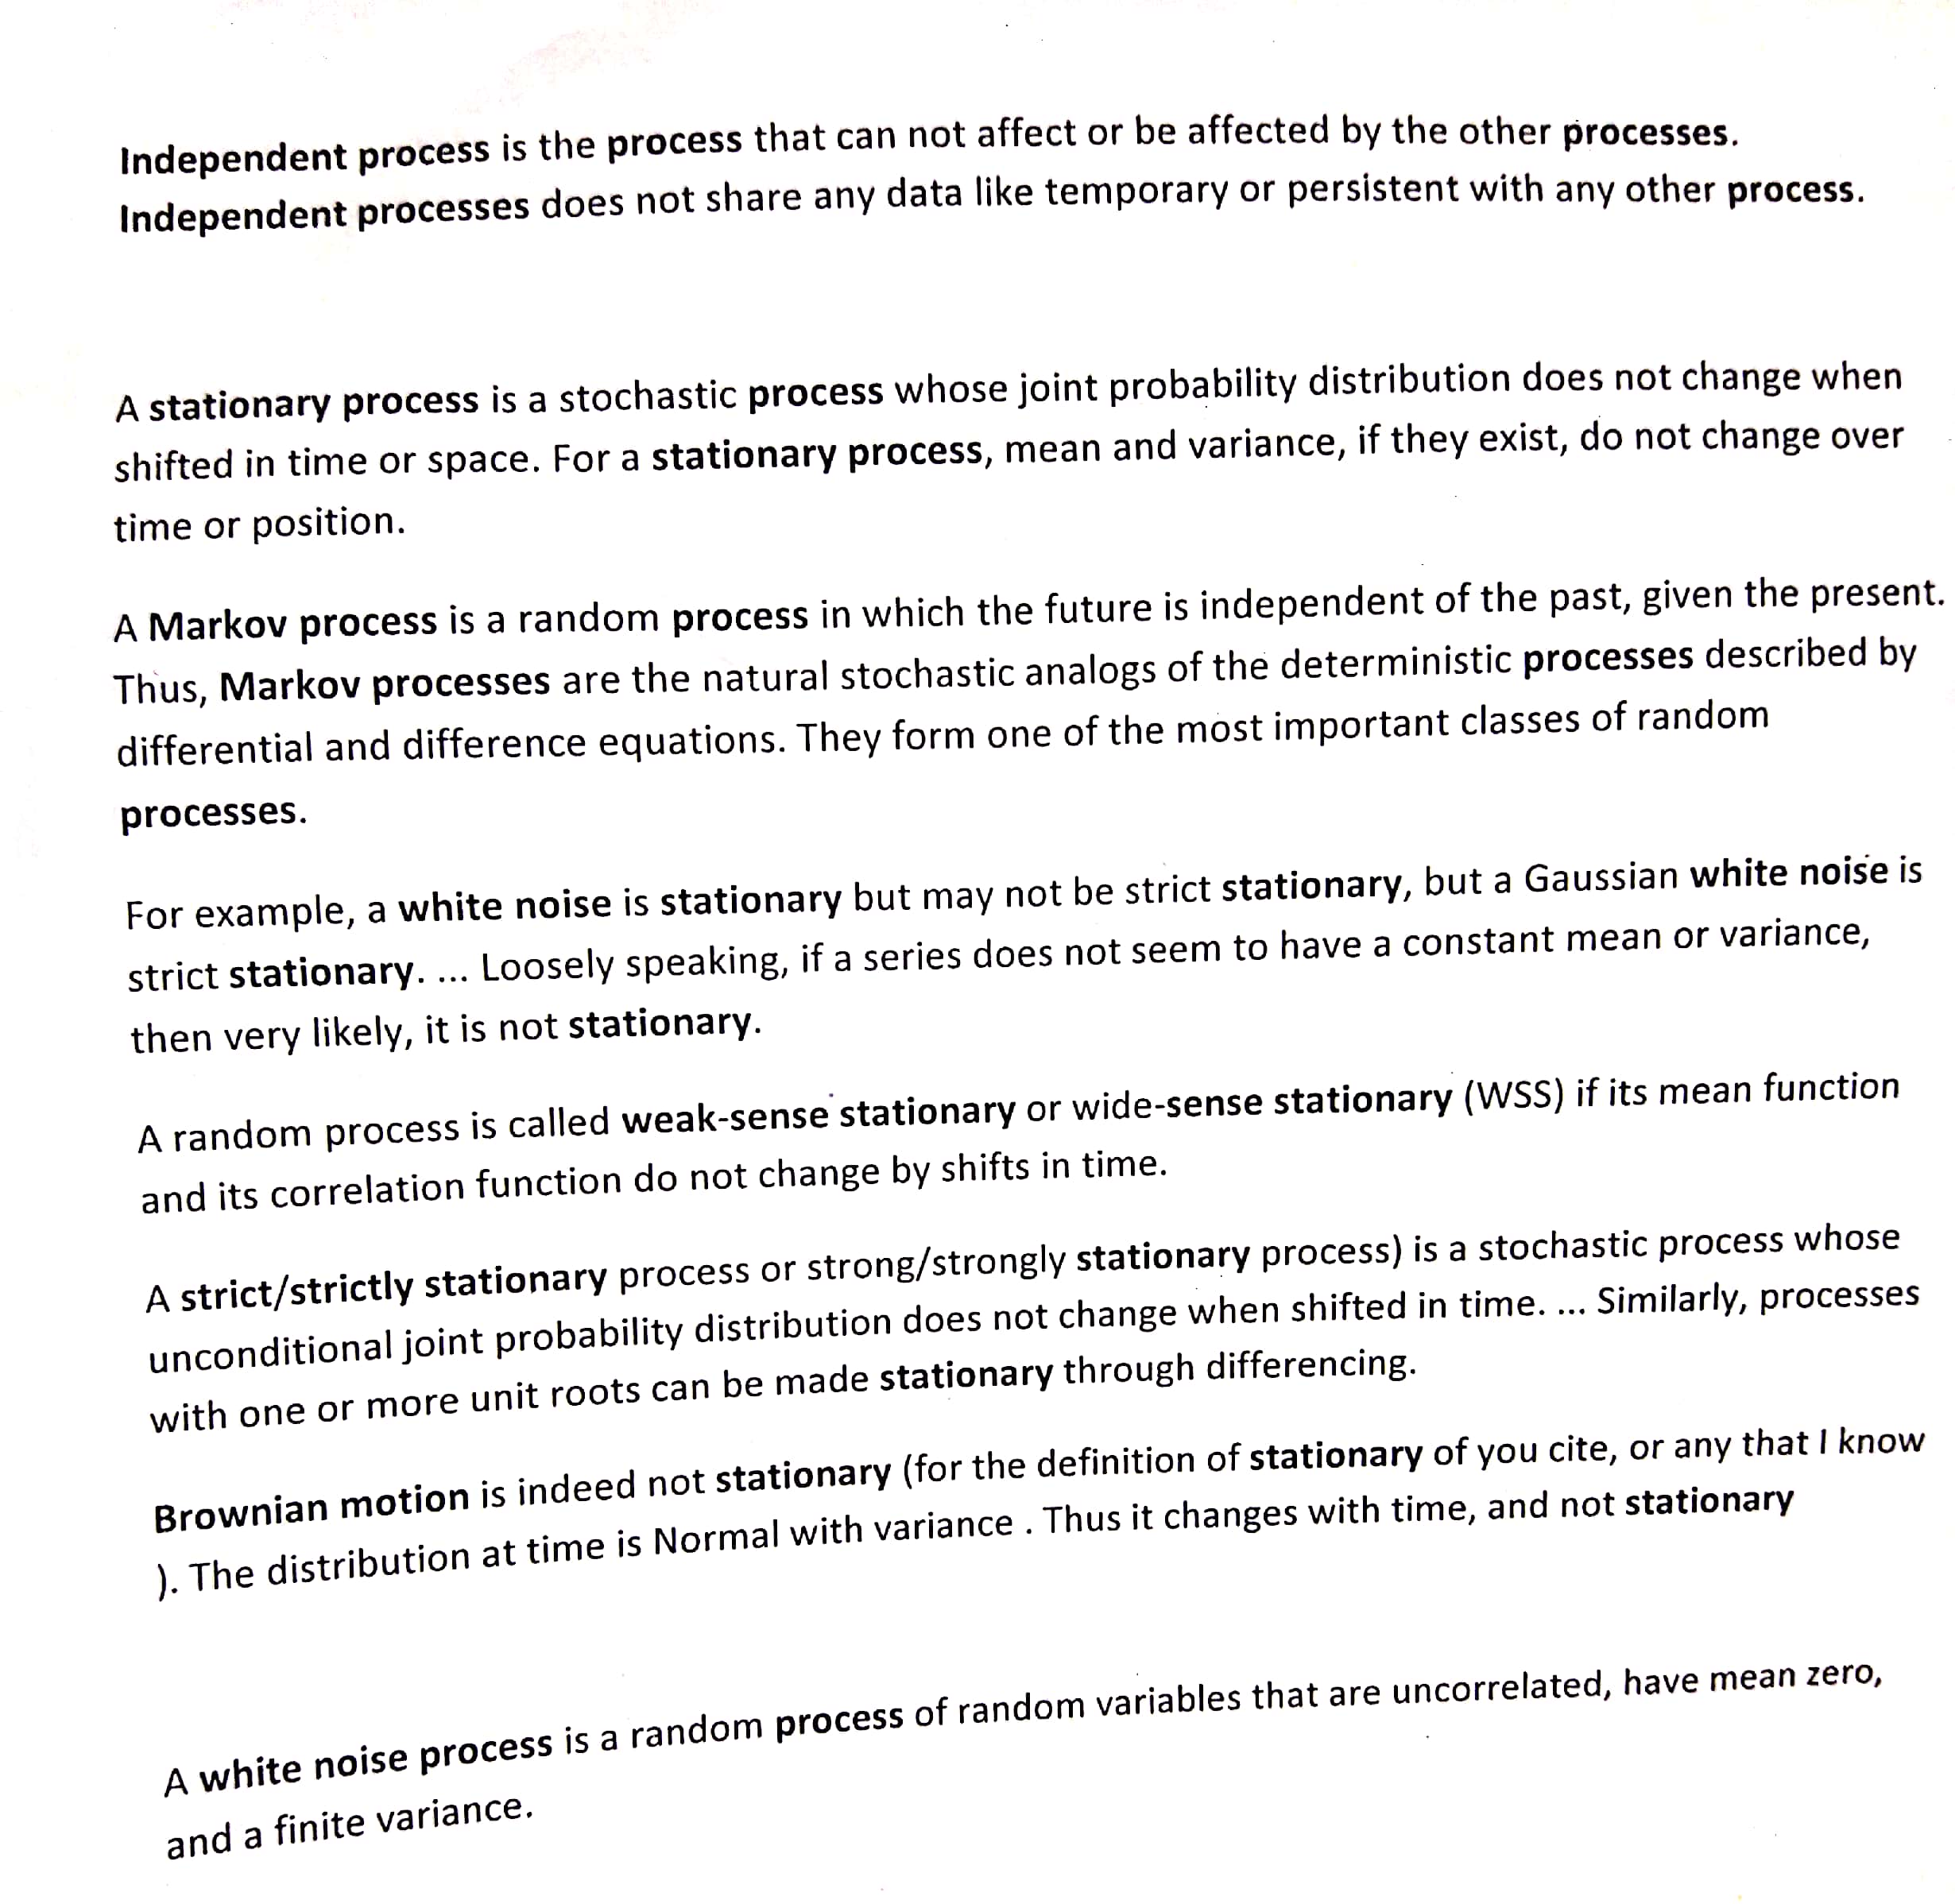 Independent process is the process that can not affect or be affected by the other processes.
Independent processes does not share any data like temporary or persistent with any other process.
A stationary process is a stochastic process whose joint probability distribution does not change when
shifted in time or space. For a stationary process, mean and variance, if they exist, do not change over
time or position.
A Markov process is a random process in which the future is independent of the past, given the present.
Thus, Markov processes are the natural stochastic analogs of the deterministic processes described by
differential and difference equations. They form one of the most important classes of random
processes.
For example, a white noise is stationary but may not be strict stationary, but a Gaussian white noise is
strict stationary. ... Loosely speaking, if a series does not seem to have a constant mean or variance,
then very likely, it is not stationary.
A random process is called weak-sense stationary or wide-sense stationary (WSS) if its mean function
and its correlation function do not change by shifts in time.
A strict/strictly stationary process or strong/strongly stationary process) is a stochastic process whose
unconditional joint probability distribution does not change when shifted in time. ... Similarly, processes
with one or more unit roots can be made stationary through differencing.
Brownian motion is indeed not stationary (for the definition of stationary of you cite, or any that I know
). The distribution at time is Normal with variance . Thus it changes with time, and not stationary
A white noise process is a random process of random variables that are uncorrelated, have mean zero,
and a finite variance.